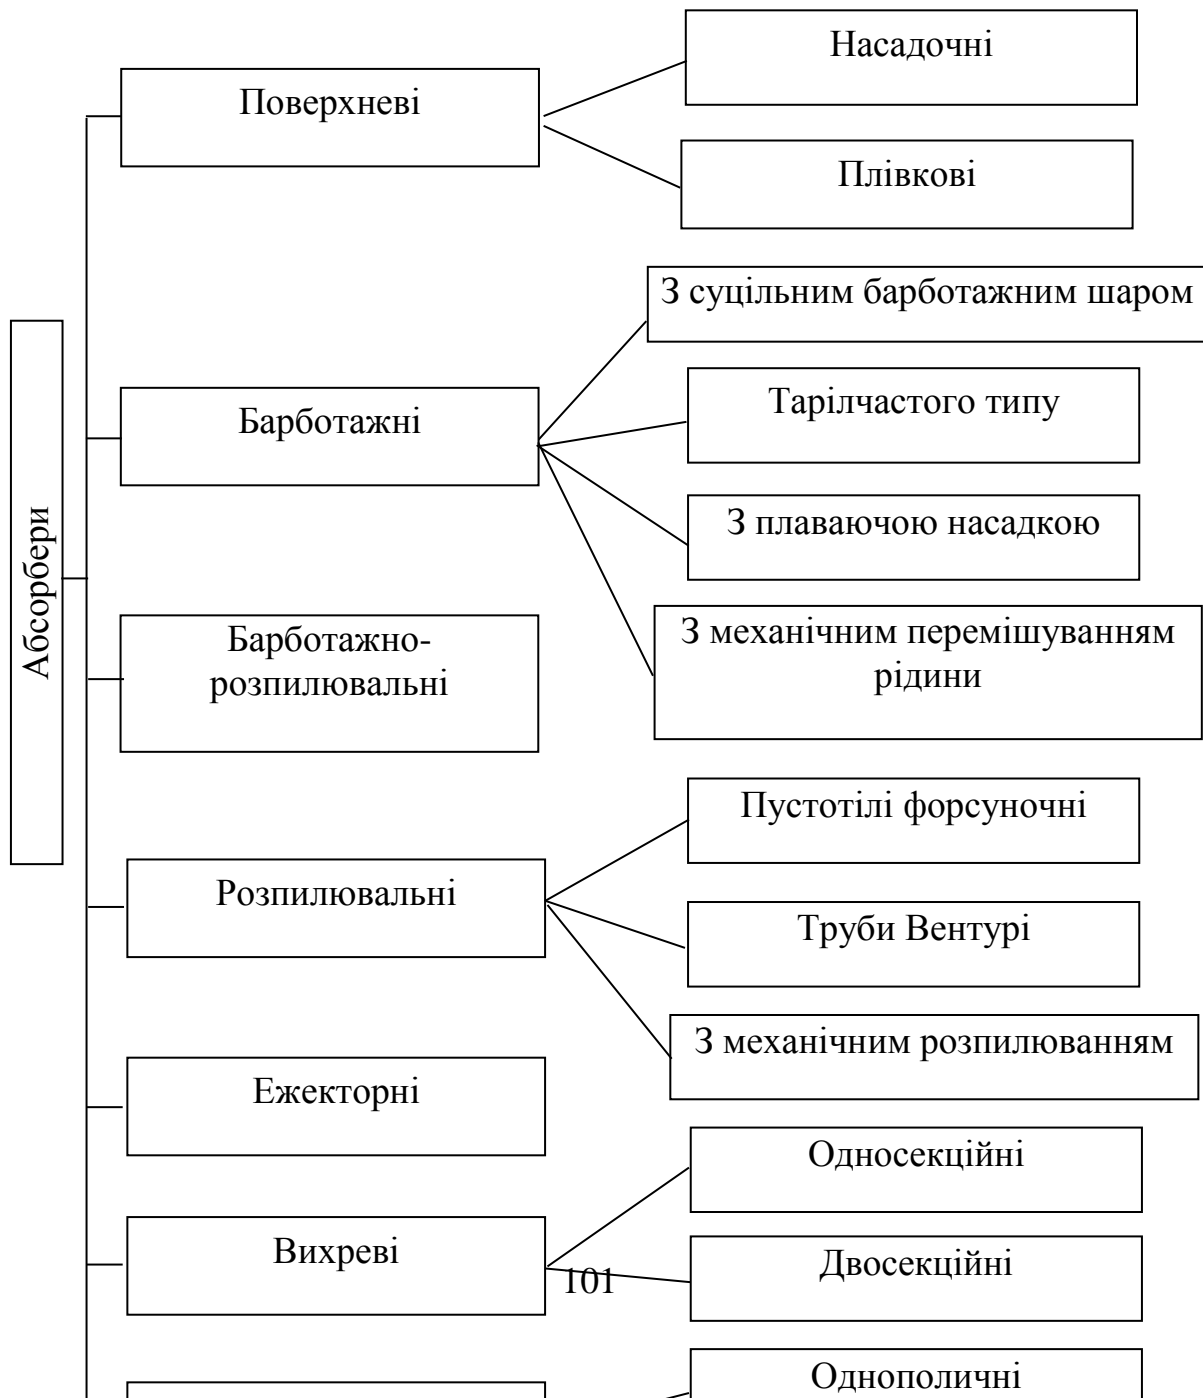 Абсорбери
Поверхневі
Насадочні
Плівкові
Барботажні
З суцільним барботажним шаром
Тарілчастого типу
З плаваючою насадкою
З механічним перемішуванням
рідини
Барботажно-
розпилювальні
Розпилювальні
Пустотілі форсуночні
Труби Вентурі
З механічним розпилюванням
Ежекторні
Вихреві
Односекційні
Двосекційні
101
Однополичні